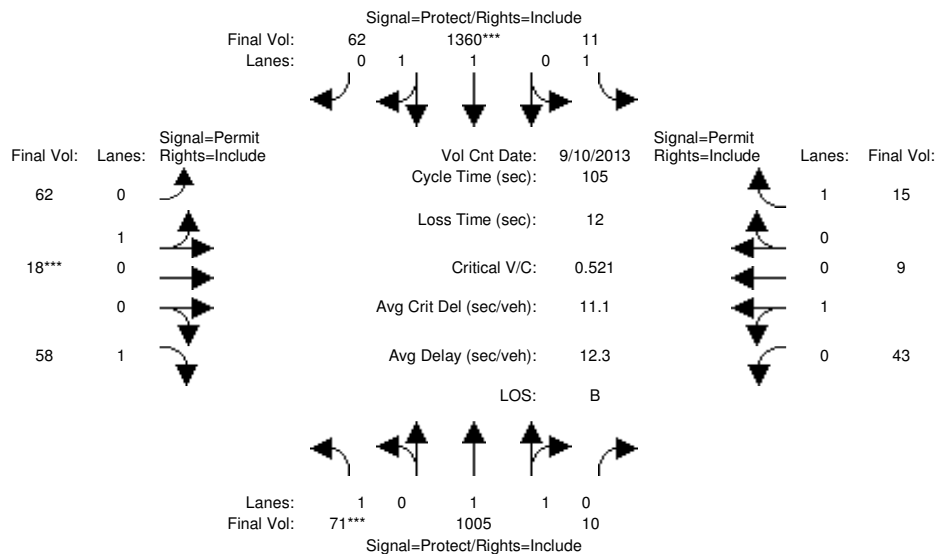 Signal=Protect/Rights=Include
Final Vol: 62 1360*** 11
Lanes: 0 1 1 0 1
Signal=Permit
Final Vol: Lanes: Rights=Include
Vol Cnt Date: 9/10/2013
Signal=Permit
Rights=Include Lanes: Final Vol:
Cycle Time (sec): 105
62 0
1 15
Loss Time (sec): 12
1
0
18*** 0
Critical V/C: 0.521
0 9
0
Avg Crit Del (sec/veh): 11.1
1
58 1
Avg Delay (sec/veh): 12.3
0 43
LOS: B
Lanes: 1 0 1 1 0
Final Vol: 71*** 1005 10
Signal=Protect/Rights=Include